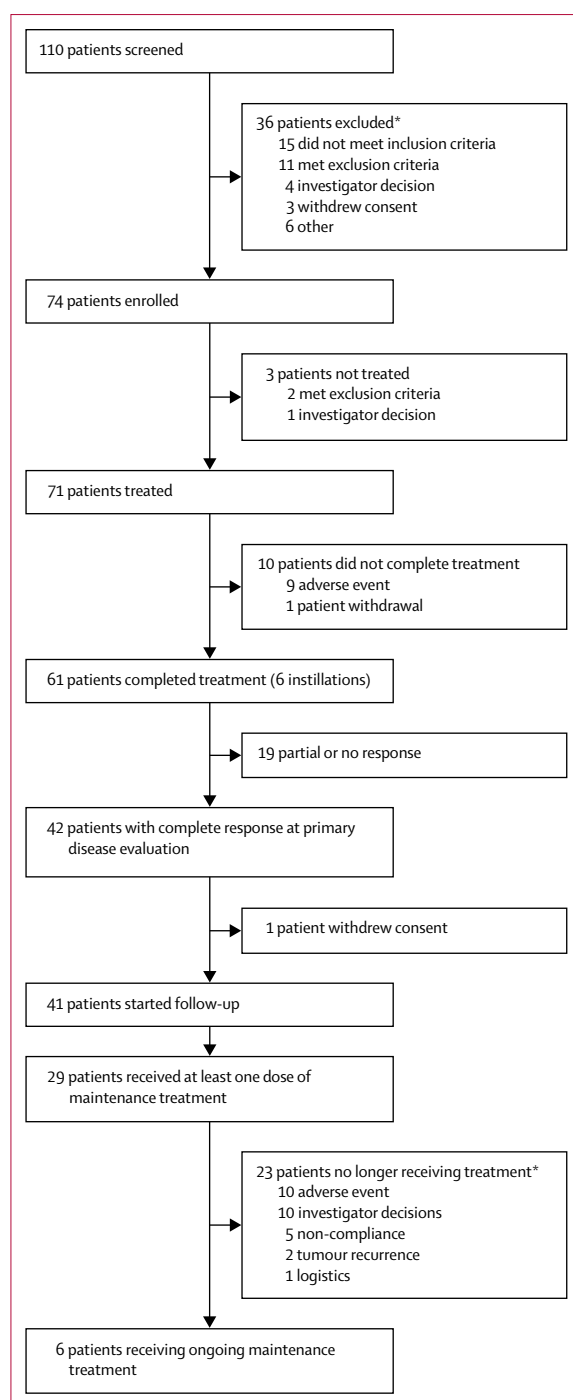 110 patients screened
36 patients excluded*
15 did not meet inclusion criteria
11 met exclusion criteria
4 investigator decision
3 withdrew consent
6 other
74 patients enrolled
3 patients not treated
2 met exclusion criteria
1 investigator decision
71 patients treated
10 patients did not complete treatment
9 adverse event
1 patient withdrawal
61 patients completed treatment (6 instillations)
19 partial or no response
42 patients with complete response at primary
disease evaluation
1 patient withdrew consent
41 patients started follow-up
29 patients received at least one dose of
maintenance treatment
23 patients no longer receiving treatment*
10 adverse event
10 investigator decisions
5 non-compliance
2 tumour recurrence
1 logistics
6 patients receiving ongoing maintenance
treatment